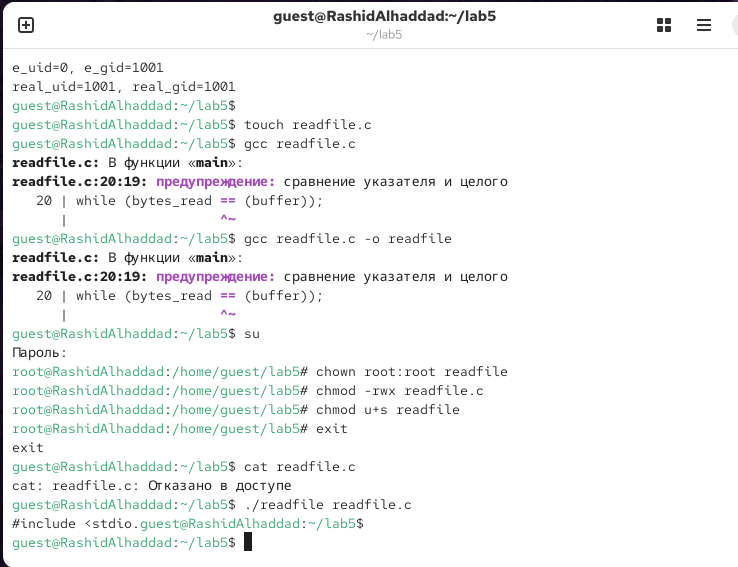 guest@RashidAlhaddad:~/lab5
~/lab5
e_uid=0, e_gid=1001
real_uid=1001, real_gid=1001
guest@RashidAlhaddad:~/lab5$
guest@RashidAlhaddad:~/lab5$ touch readfile.c
guest@RashidAlhaddad:~/lab5$ gcc readfile.c
readfile.c: В функции «main»:
readfile.c:20:19: предупреждение: сравнение указателя и целого
   20 | while (bytes_read == (buffer));
      |                   ^~
guest@RashidAlhaddad:~/lab5$ gcc readfile.c -o readfile
readfile.c: В функции «main»:
readfile.c:20:19: предупреждение: сравнение указателя и целого
   20 | while (bytes_read == (buffer));
      |                   ^~
guest@RashidAlhaddad:~/lab5$ su
Пароль:
root@RashidAlhaddad:/home/guest/lab5# chown root:root readfile
root@RashidAlhaddad:/home/guest/lab5# chmod -rwx readfile.c
root@RashidAlhaddad:/home/guest/lab5# chmod u+s readfile
root@RashidAlhaddad:/home/guest/lab5# exit
exit
guest@RashidAlhaddad:~/lab5$ cat readfile.c
cat: readfile.c: Отказано в доступе
guest@RashidAlhaddad:~/lab5$ ./readfile readfile.c
#include <stdio.guest@RashidAlhaddad:~/lab5$
guest@RashidAlhaddad:~/lab5$